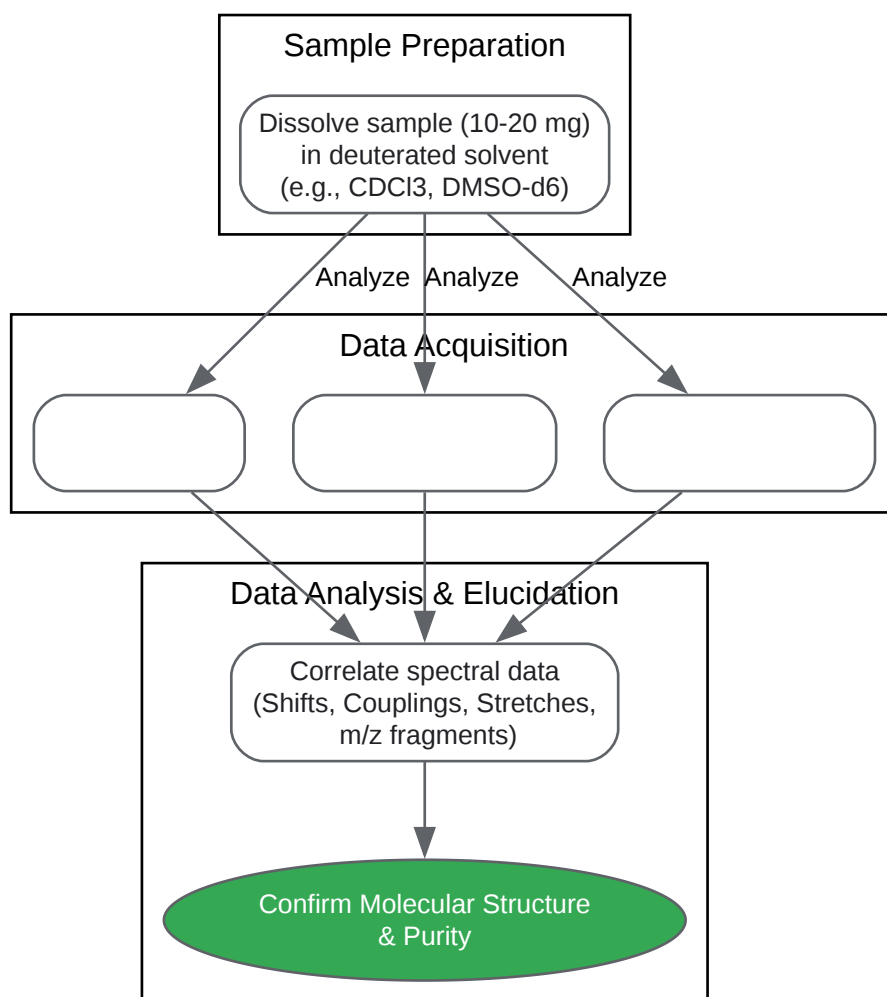 Sample Preparation
Dissolve sample (10-20 mg)
in deuterated solvent
(e.g., CDCl3, DMSO-d6)
Analyze Analyze Analyze
Data Acquisition
Data Analysis & Elucidation
Correlate spectral data
(Shifts, Couplings, Stretches,
m/z fragments)
Confirm Molecular Structure
& Purity